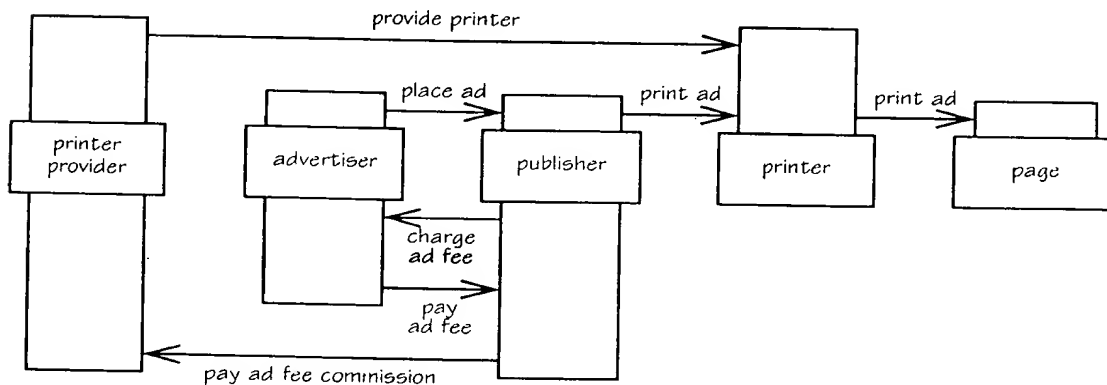 provide printer
place ad
print ad
print ad
printer
provider
advertiser
publisher
printer
page
charge
ad fee
pay
ad fee
pay ad fee commission